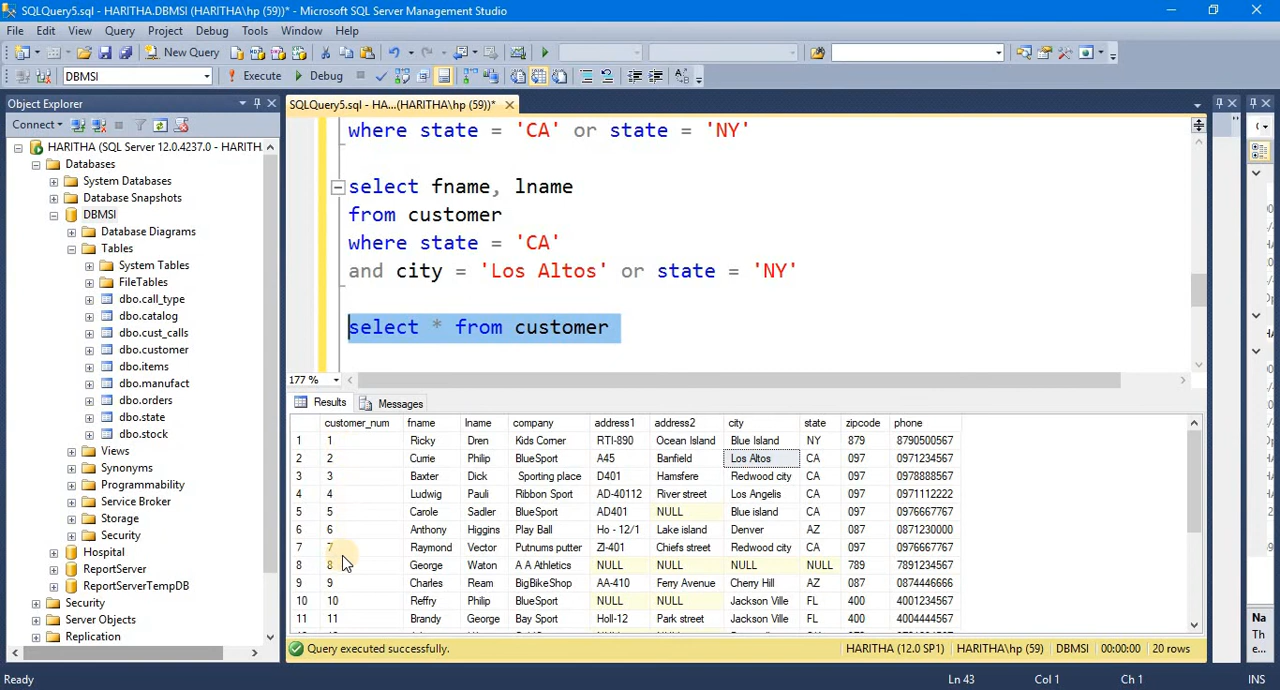 SQLQuery5.sql - HARITHA.DBMSI (HARITHA\hp (59))* - Microsoft SQL Server Management Studio
File Edit View Query Project Debug Tools Window Help
New Query
DBMSI Execute Debug
Object Explorer
Connect
HARITHA (SQL Server 12.0.4237.0 - HARITH
Databases
System Databases
Database Snapshots
DBMSI
Database Diagrams
Tables
System Tables
FileTables
dbo.call_type
dbo.catalog
dbo.cust_calls
dbo.customer
dbo.items
dbo.manufact
dbo.orders
dbo.state
dbo.stock
Views
Synonyms
Programmability
Service Broker
Storage
Security
Hospital
ReportServer
ReportServerTempDB
Security
Server Objects
Replication
SQLQuery5.sql - HA...(HARITHA\hp (59))*
where state = 'CA' or state = 'NY'
select fname, lname
from customer
where state = 'CA'
and city = 'Los Altos' or state = 'NY'
select * from customer
177 %
Results Messages
customer_num fname lname company address1 address2 city state zipcode phone
1 1 Ricky Dren Kids Corner RTI-890 Ocean Island Blue Island NY 879 8790500567
2 2 Currie Philip BlueSport A45 Banfield Los Altos CA 097 0971234567
3 3 Baxter Dick Sporting place D401 Hamsfere Redwood city CA 097 0978888567
4 4 Ludwig Pauli Ribbon Sport AD-40112 River street Los Angelis CA 097 0971112222
5 5 Carole Sadler BlueSport AD401 NULL Blue island CA 097 0976667767
6 6 Anthony Higgins Play Ball Ho - 12/1 Lake island Denver AZ 087 0871230000
7 7 Raymond Vector Putnums putter ZI-401 Chiefs street Redwood city CA 097 0976667767
8 8 George Waton A A Athletics NULL NULL NULL NULL 789 7891234567
9 9 Charles Ream BigBikeShop AA-410 Ferry Avenue Cherry Hill AZ 087 0874446666
10 10 Reffry Philip BlueSport NULL NULL Jackson Ville FL 400 4001234567
11 11 Brandy George Bay Sport Holl-12 Park street Jackson Ville FL 400 4004444567
Query executed successfully. HARITHA (12.0 SP1) HARITHA\hp (59) DBMSI 00:00:00 20 rows
Na
Th
e...
Ready Ln 43 Col 1 Ch 1 INS